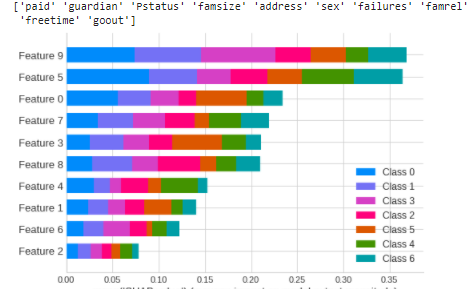 ['paid' 'guardian' 'Pstatus' 'famsize' 'address' 'sex' 'failures' 'famrel'
'freetime' 'goout']
Feature 9
Feature 5
Feature 0
Feature 7
Feature 3
Feature 8
Feature 4
Feature 1
Feature 6
Feature 2
Class 0
Class 1
Class 3
Class 2
Class 5
Class 4
Class 6
0.00 0.05 0.10 0.15 0.20 0.25 0.30 0.35